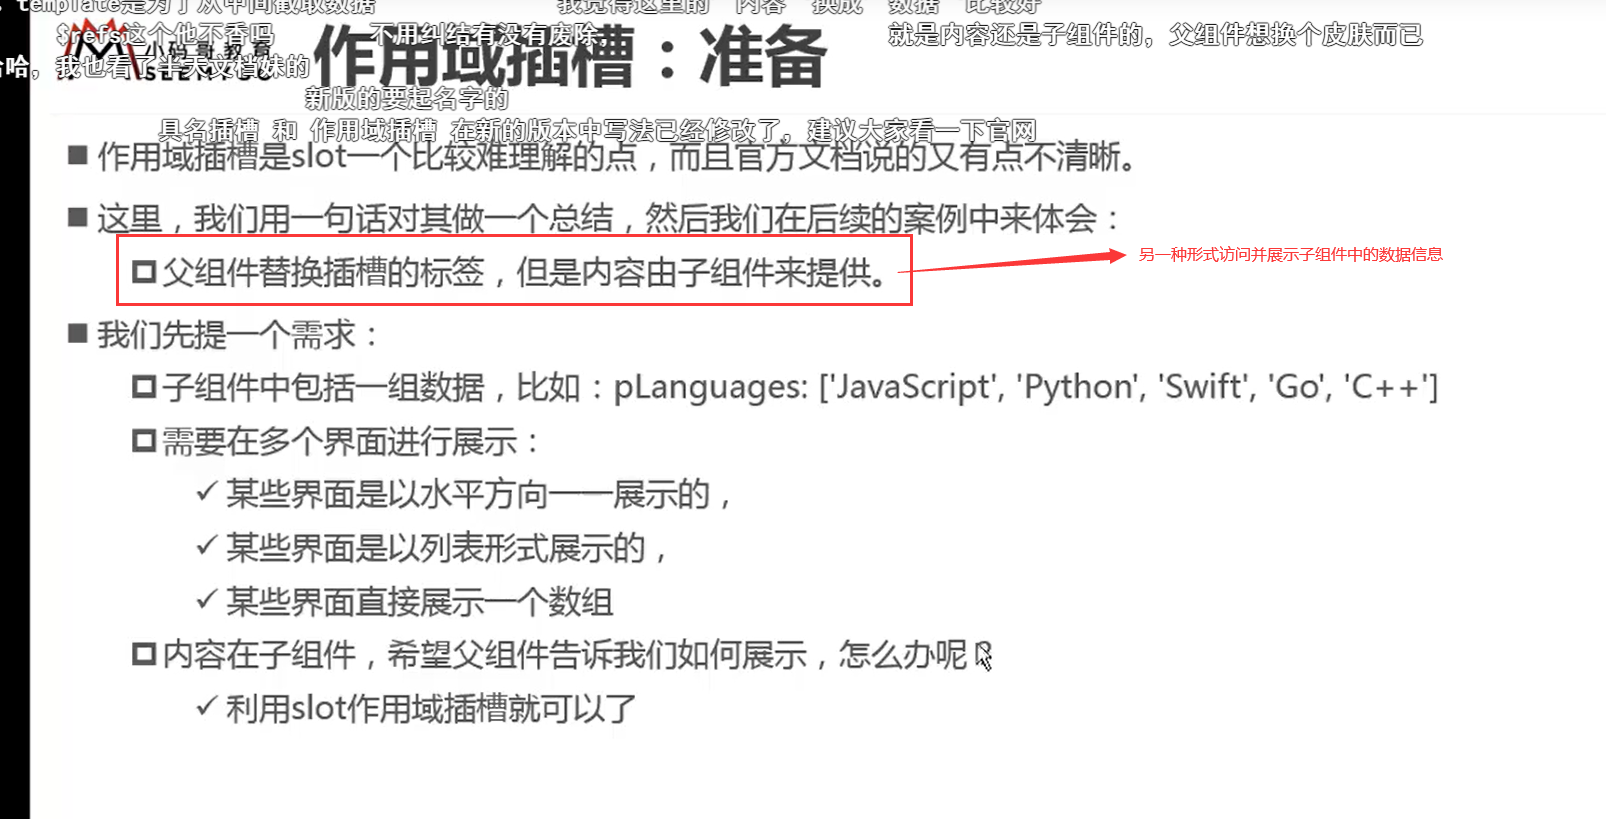 template是为了从中间截取数据 我觉得这里的 内容 换成 数据 比较好
$refs这个他不香吗 不用纠结有没有废除, 就是内容还是子组件的，父组件想换个皮肤而已
小码哥教育
SEEMYGO
作用域插槽：准备
哈，我也看了半天文档妹的
新版的要起名字的
具名插槽 和 作用域插槽 在新的版本中写法已经修改了，建议大家看一下官网
作用域插槽是slot一个比较难理解的点，而且官方文档说的又有点不清晰。
这里，我们用一句话对其做一个总结，然后我们在后续的案例中来体会：
父组件替换插槽的标签，但是内容由子组件来提供。
另一种形式访问并展示子组件中的数据信息
我们先提一个需求：
子组件中包括一组数据，比如：pLanguages: ['JavaScript', 'Python', 'Swift', 'Go', 'C++']
需要在多个界面进行展示：
✓ 某些界面是以水平方向一一展示的，
✓ 某些界面是以列表形式展示的，
✓ 某些界面直接展示一个数组
内容在子组件，希望父组件告诉我们如何展示，怎么办呢？
✓ 利用slot作用域插槽就可以了